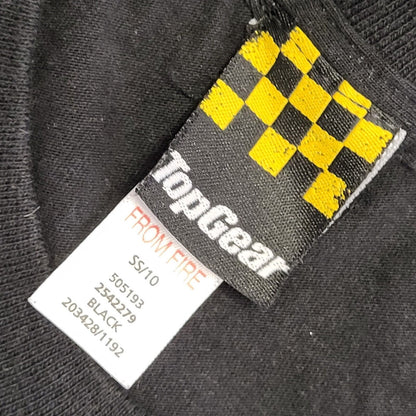 TopGear
FROM FIRE
SS/10
505193
2542279
BLACK
203428/1192